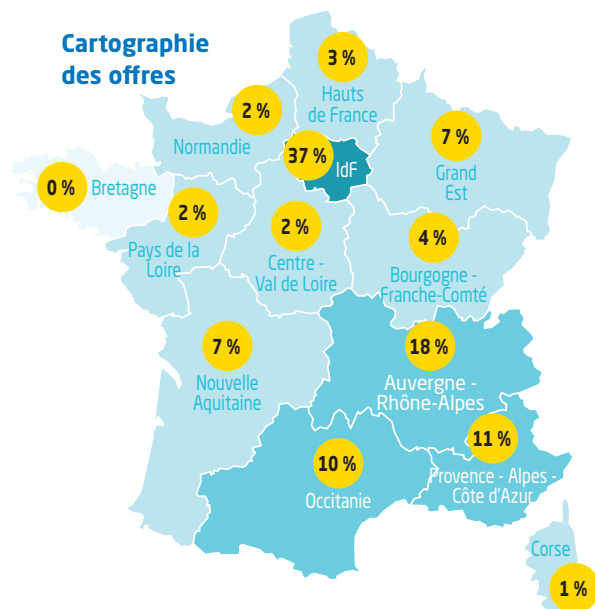 Cartographie
des offres
3 %
Hauts
de France
2 %
Normandie
37 %
IdF
7 %
Grand
Est
0 %
Bretagne
2 %
Pays de la
Loire
2 %
Centre -
Val de Loire
4 %
Bourgogne -
Franche-Comté
7 %
Nouvelle
Aquitaine
18 %
Auvergne -
Rhône-Alpes
11 %
Provence - Alpes -
Côte d'Azur
10 %
Occitanie
Corse
1 %